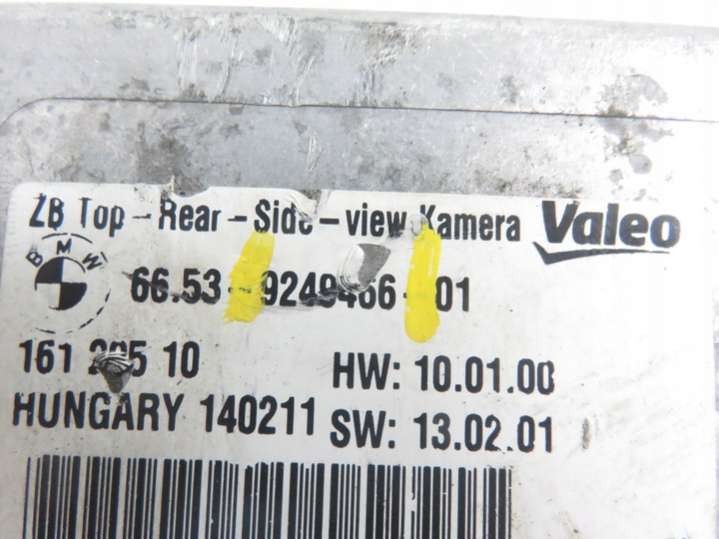 ZB Top-Rear-Side-view Kamera Valeo
BMW
66.53-9249466-01
10
HW: 10.01.00
HUNGARY 140211
SW: 13.02.01